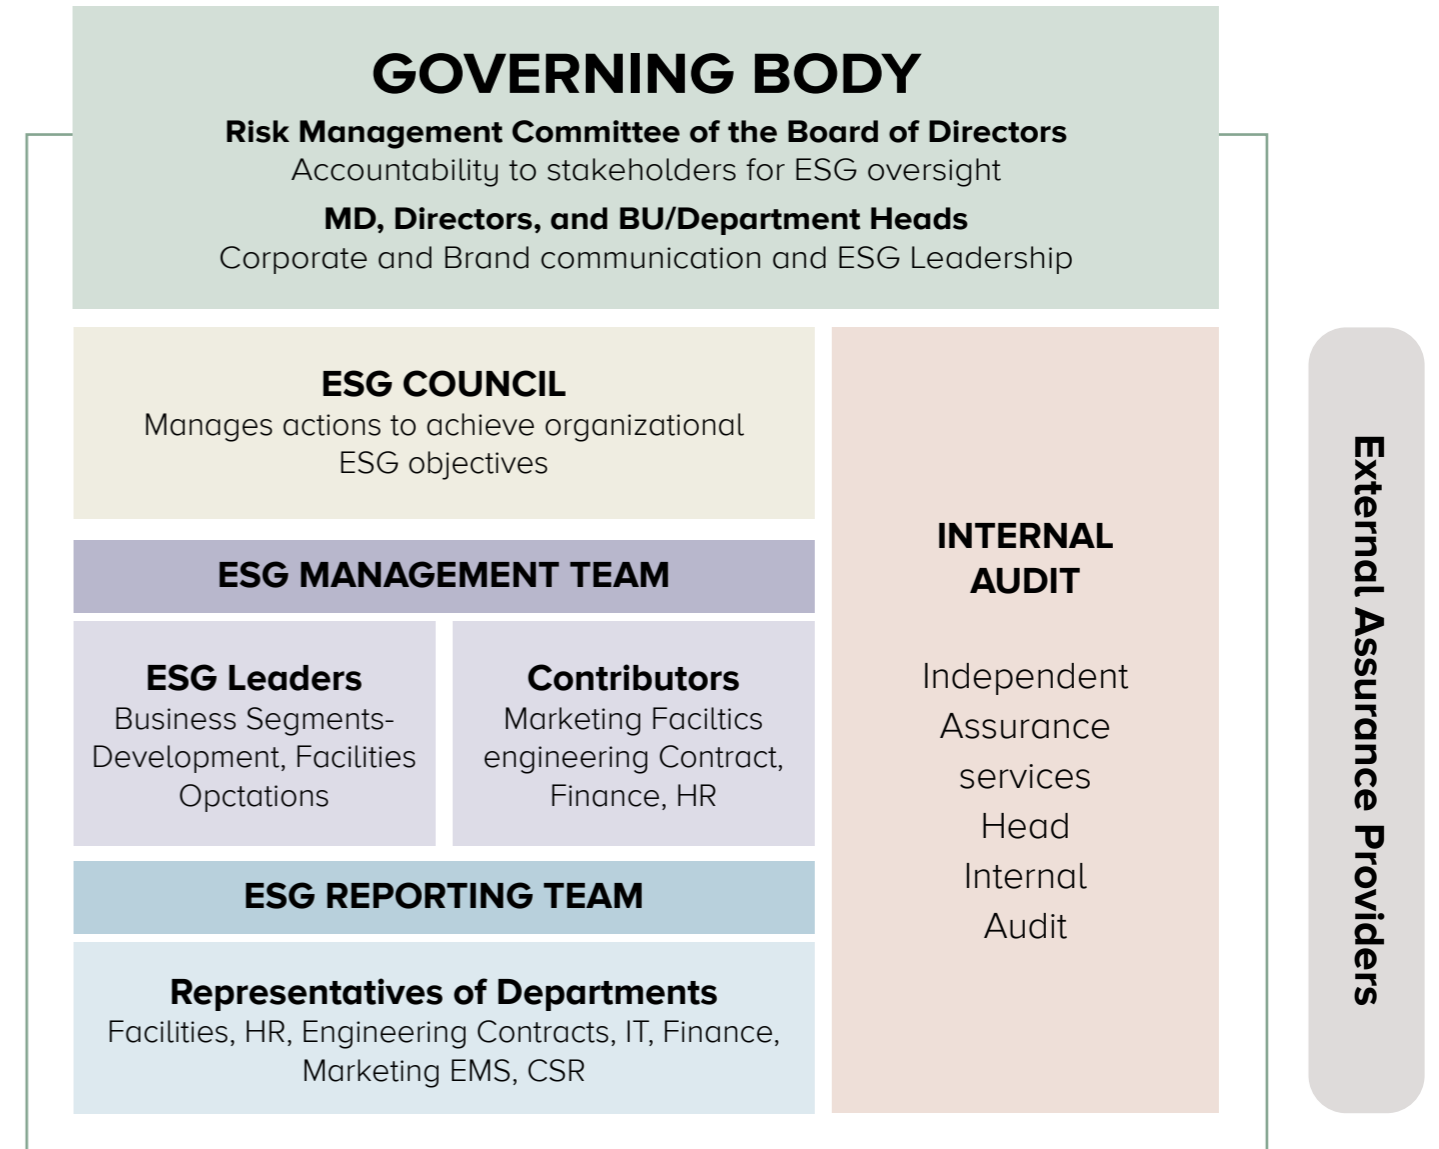 GOVERNING BODY
Risk Management Committee of the Board of Directors
Accountability to stakeholders for ESG oversight
MD, Directors, and BU/Department Heads
Corporate and Brand communication and ESG Leadership
ESG COUNCIL
Manages actions to achieve organizational
ESG objectives
ESG MANAGEMENT TEAM
ESG Leaders
Business Segments-
Development, Facilities
Opctations
Contributors
Marketing Faciltics
engineering Contract,
Finance, HR
ESG REPORTING TEAM
Representatives of Departments
Facilities, HR, Engineering Contracts, IT, Finance,
Marketing EMS, CSR
INTERNAL
AUDIT
Independent
Assurance
services
Head
Internal
Audit
External Assurance Providers